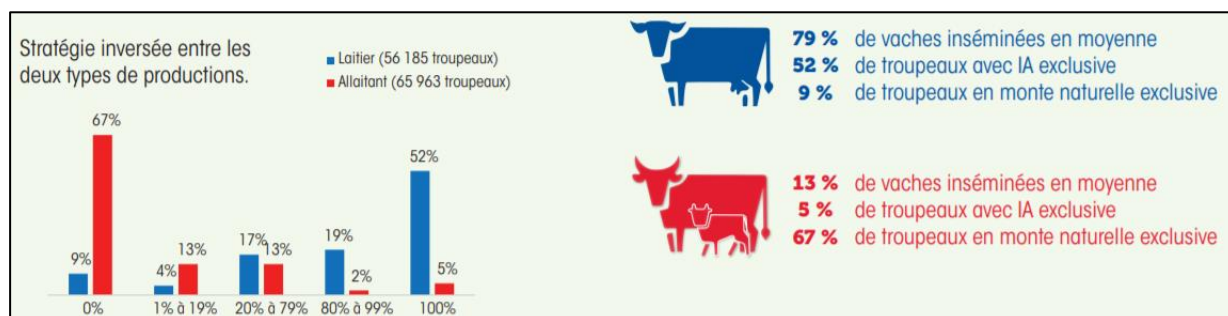 Stratégie inversée entre les
deux types de productions.
Laitier (56 185 troupeaux)
Allaitant (65 963 troupeaux)
67%
52%
9%
4%
13%
17%
13%
19%
2%
5%
0%
1% à 19%
20% à 79%
80% à 99%
100%
79 % de vaches inséminées en moyenne
52 % de troupeaux avec IA exclusive
9 % de troupeaux en monte naturelle exclusive
13 % de vaches inséminées en moyenne
5 % de troupeaux avec IA exclusive
67 % de troupeaux en monte naturelle exclusive